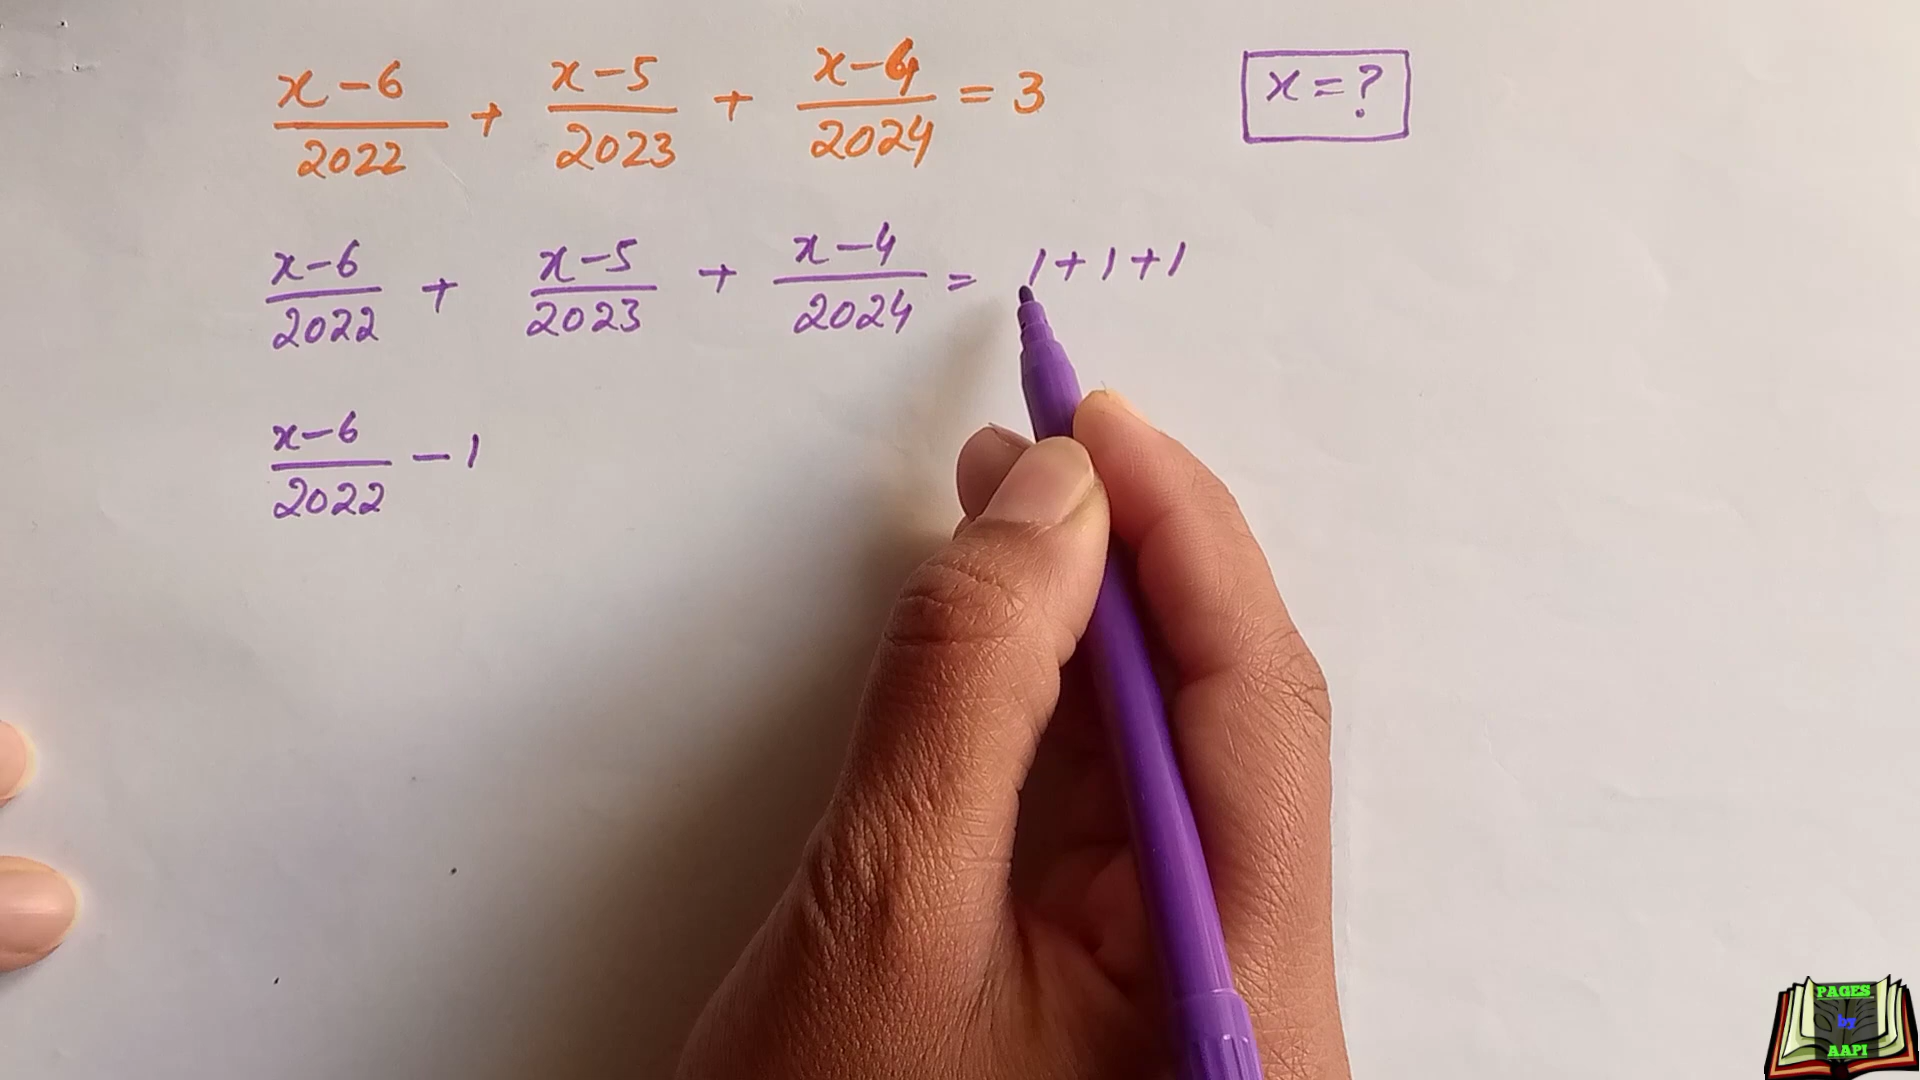 x-6/2022 + x-5/2023 + x-4/2024 = 3
x=?
x-6/2022 + x-5/2023 + x-4/2024 = 1+1+1
x-6/2022 - 1
PAGES
by
AAPI